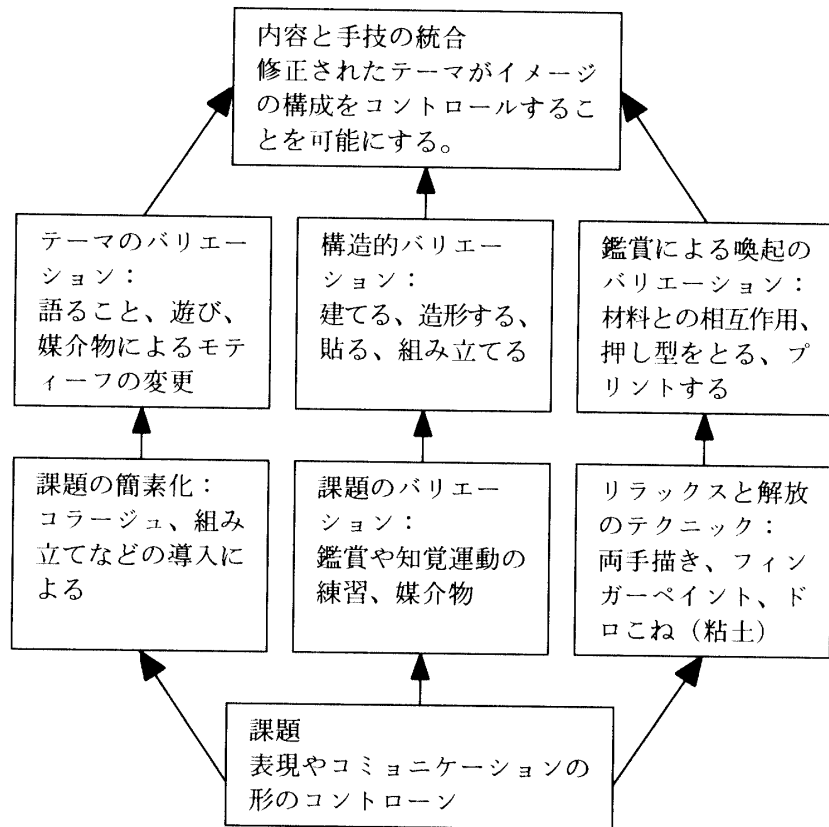 内容と手技の統合
修正されたテーマがイメージ
の構成をコントロールするこ
とを可能にする。
テーマのバリエー
ション：
語ること、遊び、
媒介物によるモテ
ィーフの変更
構造的バリエー
ション：
建てる、造形する、
貼る、組み立てる
鑑賞による喚起の
バリエーション：
材料との相互作用、
押し型をとる、プ
リントする
課題の簡素化：
コラージュ、組み
立てなどの導入に
よる
課題のバリエー
ション：
鑑賞や知覚運動の
練習、媒介物
リラックスと解放
のテクニック：
両手描き、フィン
ガーペイント、ド
ロこね（粘土）
課題
表現やコミョニケーションの
形のコントローン